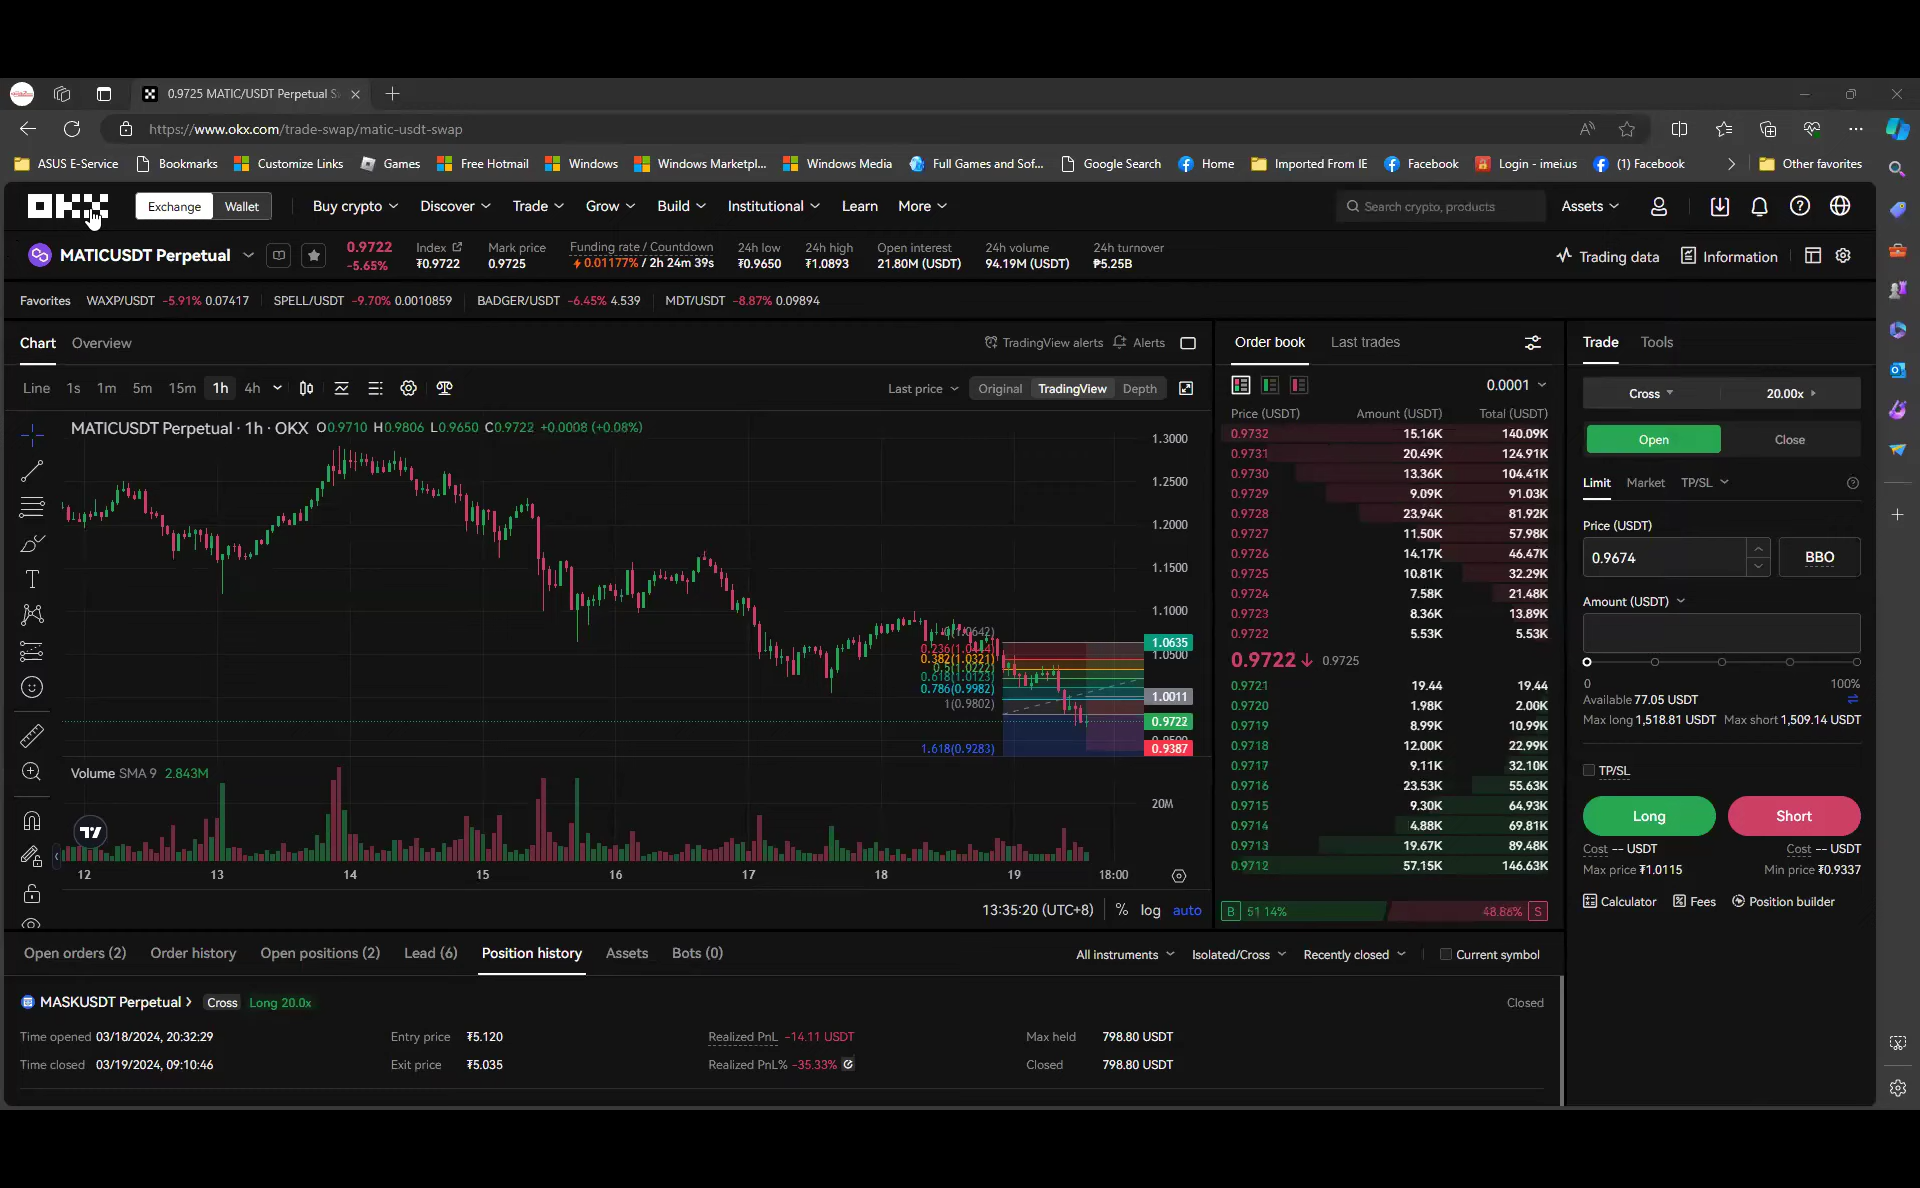 0.9725 MATIC/USDT Perpetual S
https://www.okx.com/trade-swap/matic-usdt-swap
ASUS E-Service Bookmarks Customize Links Games Free Hotmail Windows Windows Marketpl... Windows Media Full Games and Sof... Google Search Home Imported From IE Facebook Login - imei.us (1) Facebook Other favorites
OKX Exchange Wallet Buy crypto Discover Trade Grow Build Institutional Learn More Search crypto, products Assets
MATICUSDT Perpetual 0.9722 -5.65%
Index ₮0.9722
Mark price 0.9725
Funding rate / Countdown 0.01177% / 2h 24m 39s
24h low ₮0.9650
24h high ₮1.0893
Open interest 21.80M (USDT)
24h volume 94.19M (USDT)
24h turnover ₱5.25B
Trading data Information
Favorites WAXP/USDT -5.91% 0.07417 SPELL/USDT -9.70% 0.0010859 BADGER/USDT -6.45% 4.539 MDT/USDT -8.87% 0.09894
Chart Overview TradingView alerts Alerts
Line 1s 1m 5m 15m 1h 4h Last price Original TradingView Depth
MATICUSDT Perpetual · 1h · OKX O0.9710 H0.9806 L0.9650 C0.9722 +0.0008 (+0.08%)
1.3000
1.2500
1.2000
1.1500
1.1000
1.0635
1.0500
1.0011
0.9722
0.9500
0.9387
0(1.0642)
0.236(1.0444)
0.382(1.0321)
0.5(1.0222)
0.618(1.0123)
0.786(0.9982)
1(0.9802)
1.618(0.9283)
Volume SMA 9 2.843M
20M
12 13 14 15 16 17 18 19 18:00
13:35:20 (UTC+8) % log auto
Order book Last trades
0.0001
Price (USDT) Amount (USDT) Total (USDT)
0.9732 15.16K 140.09K
0.9731 20.49K 124.91K
0.9730 13.36K 104.41K
0.9729 9.09K 91.03K
0.9728 23.94K 81.92K
0.9727 11.50K 57.98K
0.9726 14.17K 46.47K
0.9725 10.81K 32.29K
0.9724 7.58K 21.48K
0.9723 8.36K 13.89K
0.9722 5.53K 5.53K
0.9722 0.9725
0.9721 19.44 19.44
0.9720 1.98K 2.00K
0.9719 8.99K 10.99K
0.9718 12.00K 22.99K
0.9717 9.11K 32.10K
0.9716 23.53K 55.63K
0.9715 9.30K 64.93K
0.9714 4.88K 69.81K
0.9713 19.67K 89.48K
0.9712 57.15K 146.63K
B 51.14% 48.86% S
Trade Tools
Cross 20.00x
Open Close
Limit Market TP/SL
Price (USDT)
0.9674 BBO
Amount (USDT)
0 100%
Available 77.05 USDT
Max long 1,518.81 USDT Max short 1,509.14 USDT
TP/SL
Long Short
Cost -- USDT Cost -- USDT
Max price ₮1.0115 Min price ₮0.9337
Calculator Fees Position builder
Open orders (2) Order history Open positions (2) Lead (6) Position history Assets Bots (0) All instruments Isolated/Cross Recently closed Current symbol
MASKUSDT Perpetual Cross Long 20.0x Closed
Time opened 03/18/2024, 20:32:29 Entry price ₮5.120 Realized PnL -14.11 USDT Max held 798.80 USDT
Time closed 03/19/2024, 09:10:46 Exit price ₮5.035 Realized PnL% -35.33% Closed 798.80 USDT